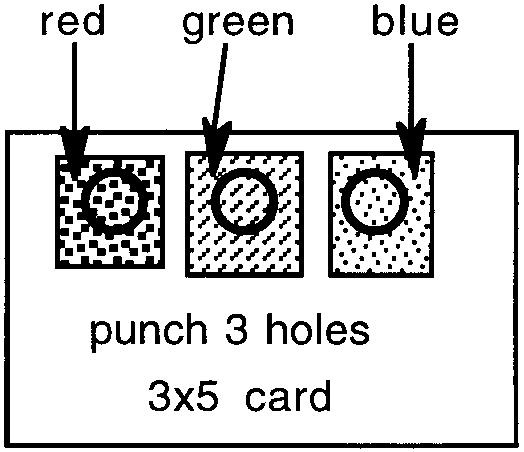 red green blue
punch 3 holes
3x5 card